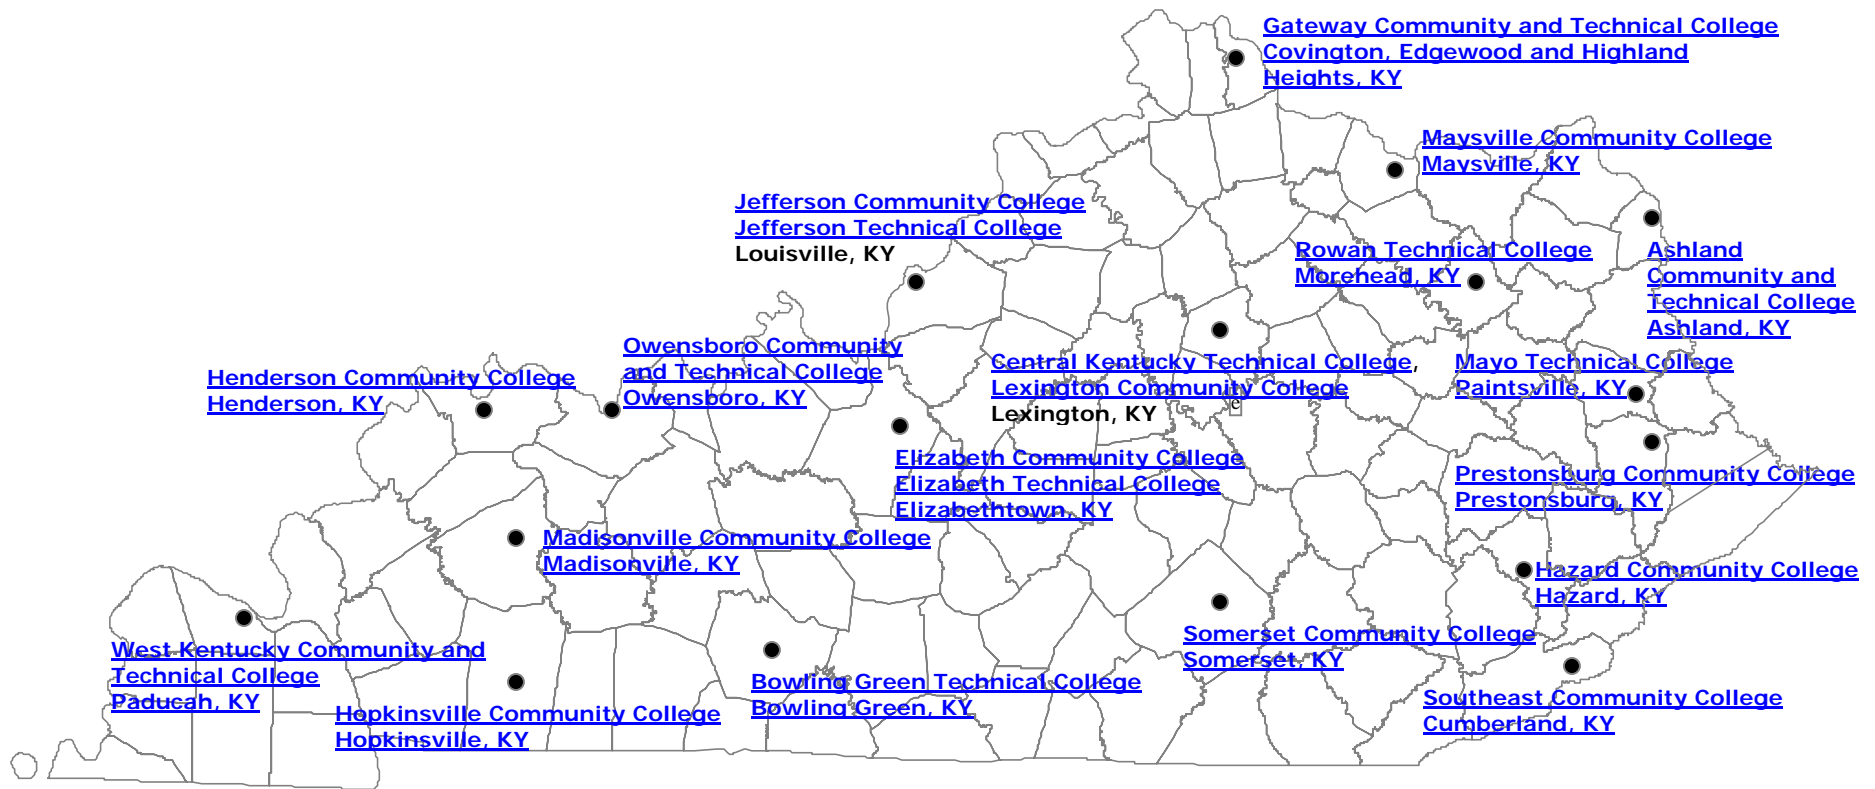 Gateway Community and Technical College
Covington, Edgewood and Highland
Heights, KY
Maysville Community College
Maysville, KY
Jefferson Community College
Jefferson Technical College
Louisville, KY
Rowan Technical College
Morehead, KY
Ashland
Community and
Technical College
Ashland, KY
Owensboro Community
and Technical College
Owensboro, KY
Henderson Community College
Henderson, KY
Central Kentucky Technical College,
Lexington Community College
Lexington, KY
e
Mayo Technical College
Paintsville, KY
Elizabeth Community College
Elizabeth Technical College
Elizabethtown, KY
Prestonsburg Community College
Prestonsburg, KY
Madisonville Community College
Madisonville, KY
Hazard Community College
Hazard, KY
West Kentucky Community and
Technical College
Paducah, KY
Somerset Community College
Somerset, KY
Bowling Green Technical College
Bowling Green, KY
Southeast Community College
Cumberland, KY
Hopkinsville Community College
Hopkinsville, KY